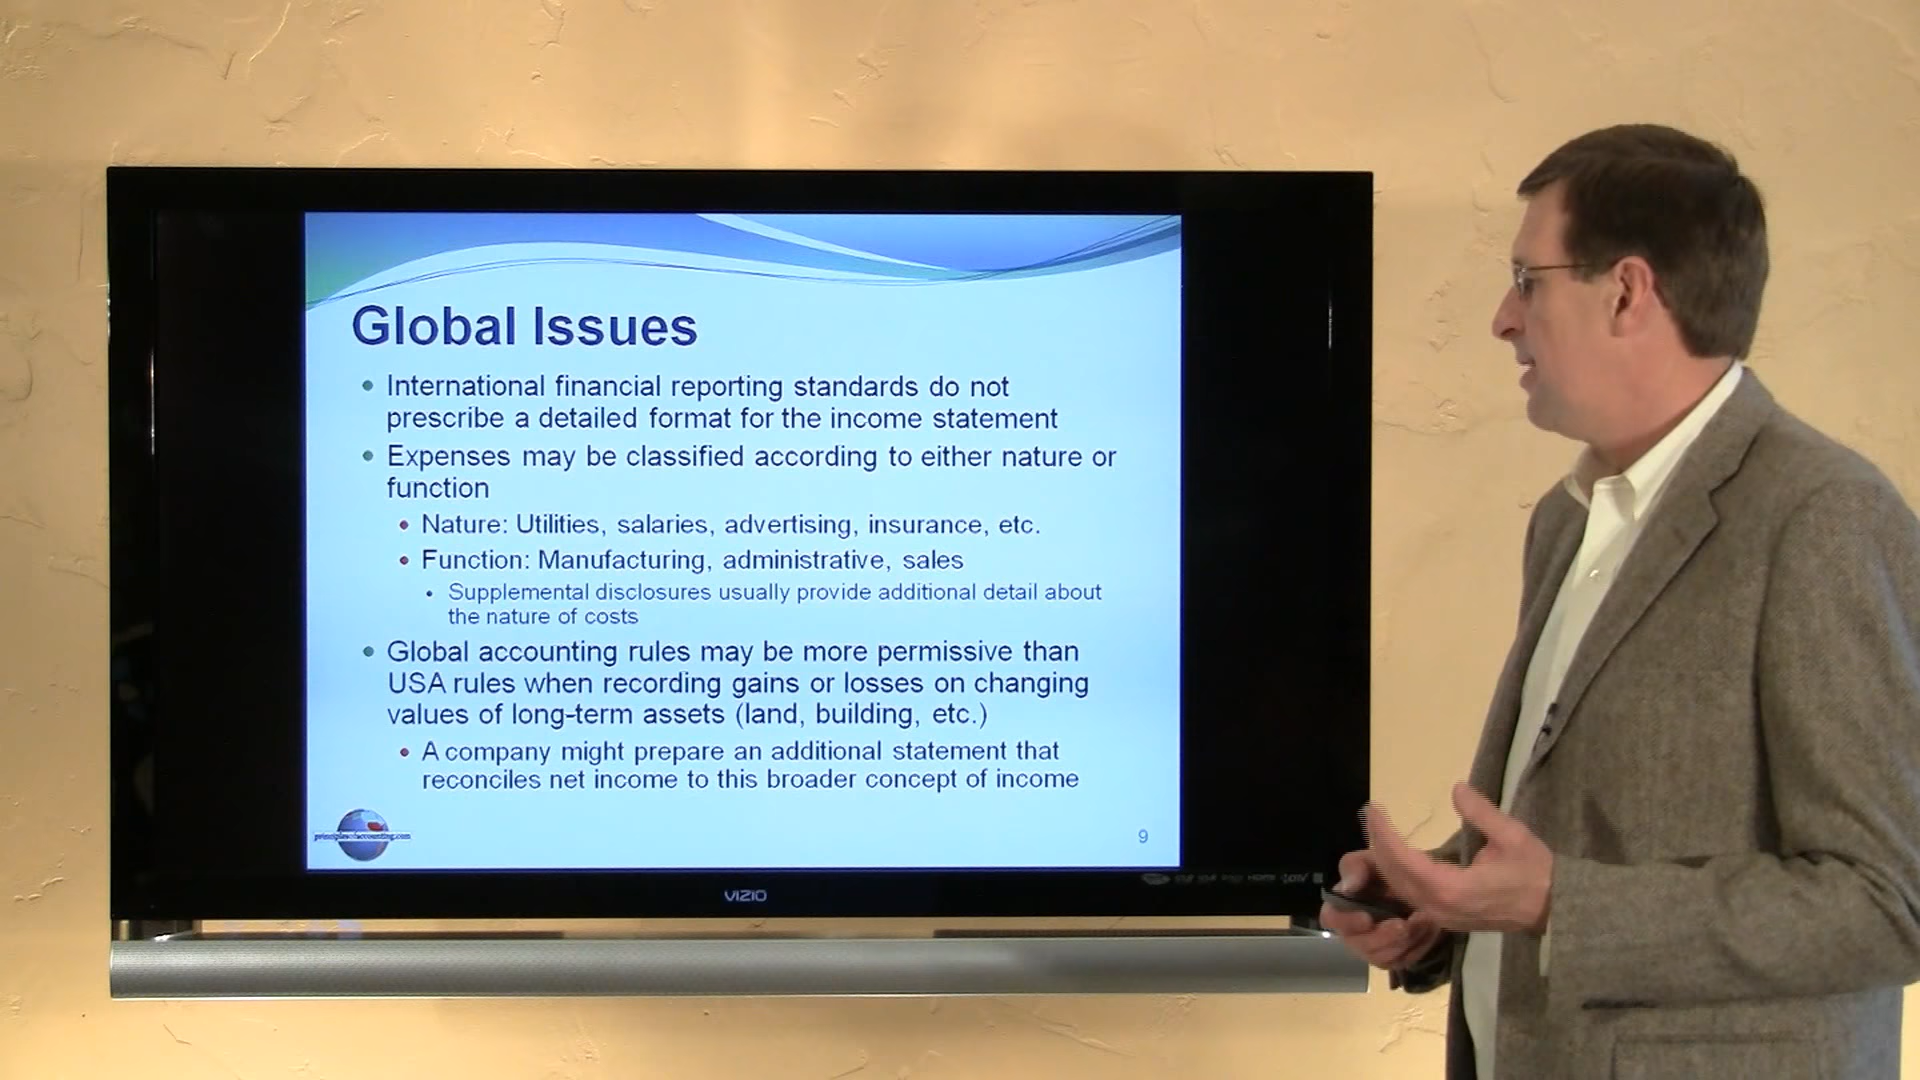 Global Issues
• International financial reporting standards do not
prescribe a detailed format for the income statement
• Expenses may be classified according to either nature or
function
• Nature: Utilities, salaries, advertising, insurance, etc.
• Function: Manufacturing, administrative, sales
• Supplemental disclosures usually provide additional detail about
the nature of costs
• Global accounting rules may be more permissive than
USA rules when recording gains or losses on changing
values of long-term assets (land, building, etc.)
• A company might prepare an additional statement that
reconciles net income to this broader concept of income
principlesofaccounting.com
9
VIZIO